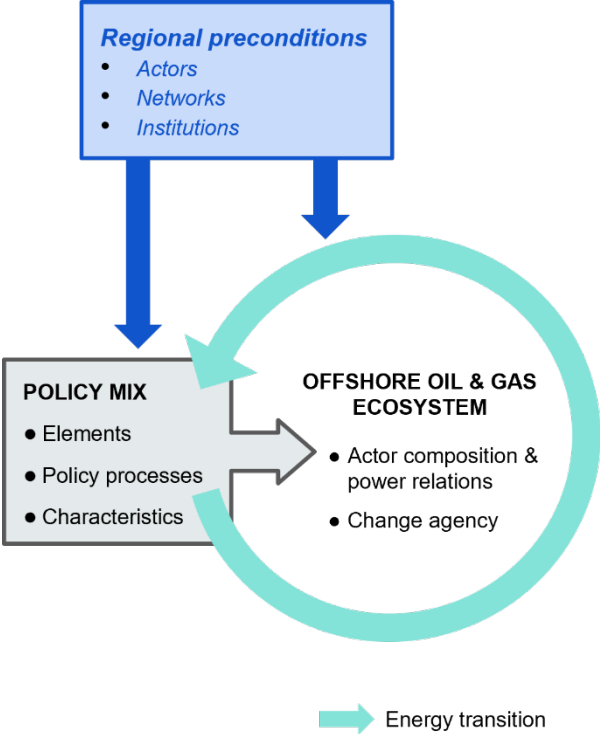 Regional preconditions
• Actors
• Networks
• Institutions
POLICY MIX
● Elements
● Policy processes
● Characteristics
OFFSHORE OIL & GAS
ECOSYSTEM
● Actor composition &
power relations
● Change agency
Energy transition